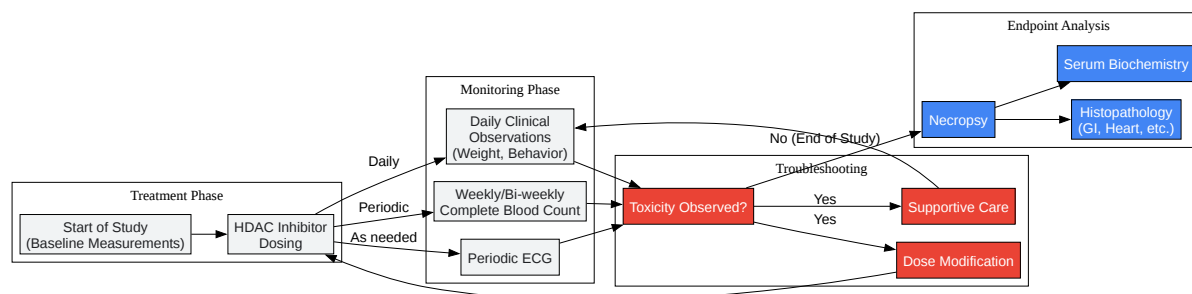 Treatment Phase
Start of Study
(Baseline Measurements)
HDAC Inhibitor
Dosing
Daily
Periodic
As needed
Monitoring Phase
Daily Clinical
Observations
(Weight, Behavior)
Weekly/Bi-weekly
Complete Blood Count
Periodic ECG
Troubleshooting
Toxicity Observed?
No (End of Study)
Yes
Yes
Supportive Care
Dose Modification
Endpoint Analysis
Necropsy
Serum Biochemistry
Histopathology
(GI, Heart, etc.)